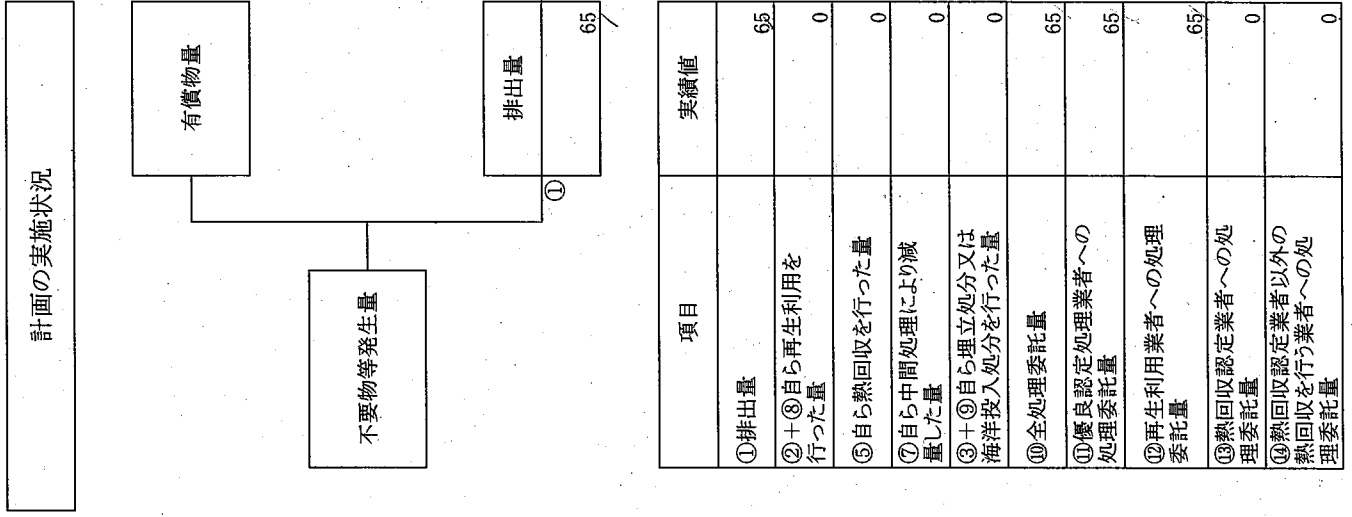 計画の実施状況
不要物等発生量
有償物量
①
排出量
65
項目
実績値
①排出量
65
②+⑧自ら再生利用を
行った量
0
⑤自ら熱回収を行った量
0
⑦自ら中間処理により減
量した量
0
③+⑨自ら埋立処分又は
海洋投入処分を行った量
0
⑩全処理委託量
65
⑪優良認定処理業者への
処理委託量
65
⑫再生利用業者への処理
委託量
65
⑬熱回収認定業者への処
理委託量
0
⑭熱回収認定業者以外の
熱回収を行う業者への処
理委託量
0